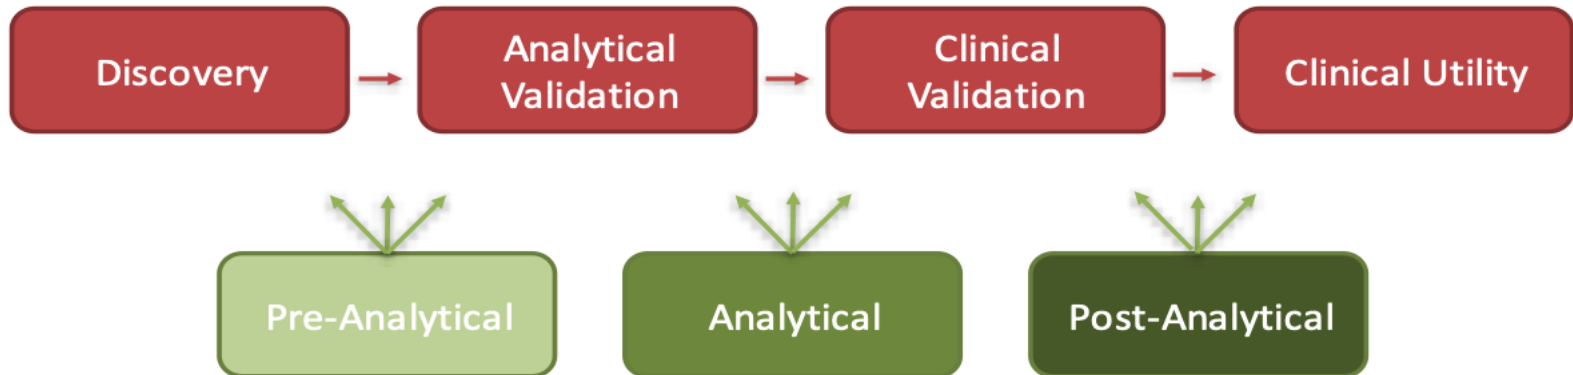 Discovery
Analytical
Validation
Clinical
Validation
Clinical Utility
Pre-Analytical
Analytical
Post-Analytical